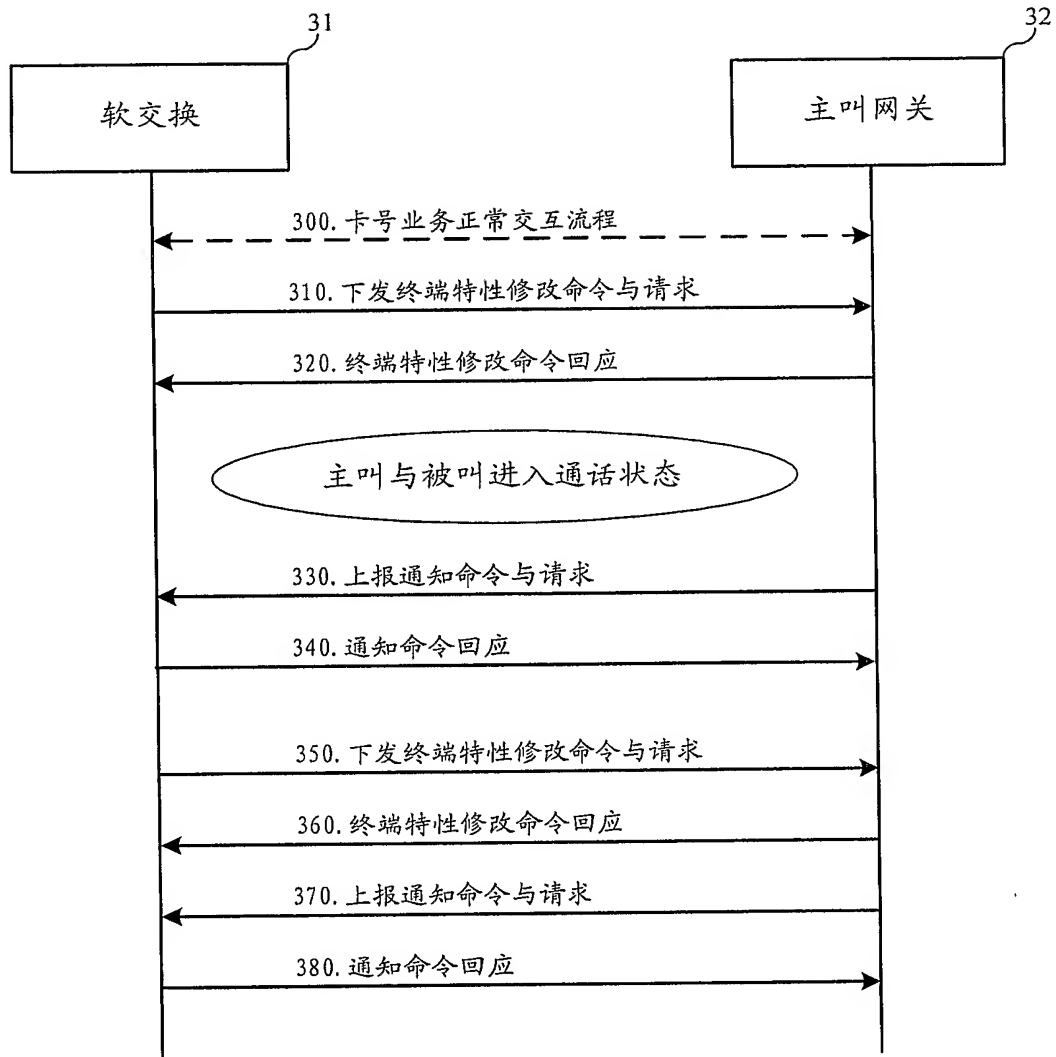 31
32
软交换
主叫网关
300.卡号业务正常交互流程
310.下发终端特性修改命令与请求
320.终端特性修改命令回应
主叫与被叫进入通话状态
330.上报通知命令与请求
340.通知命令回应
350.下发终端特性修改命令与请求
360.终端特性修改命令回应
370.上报通知命令与请求
380.通知命令回应